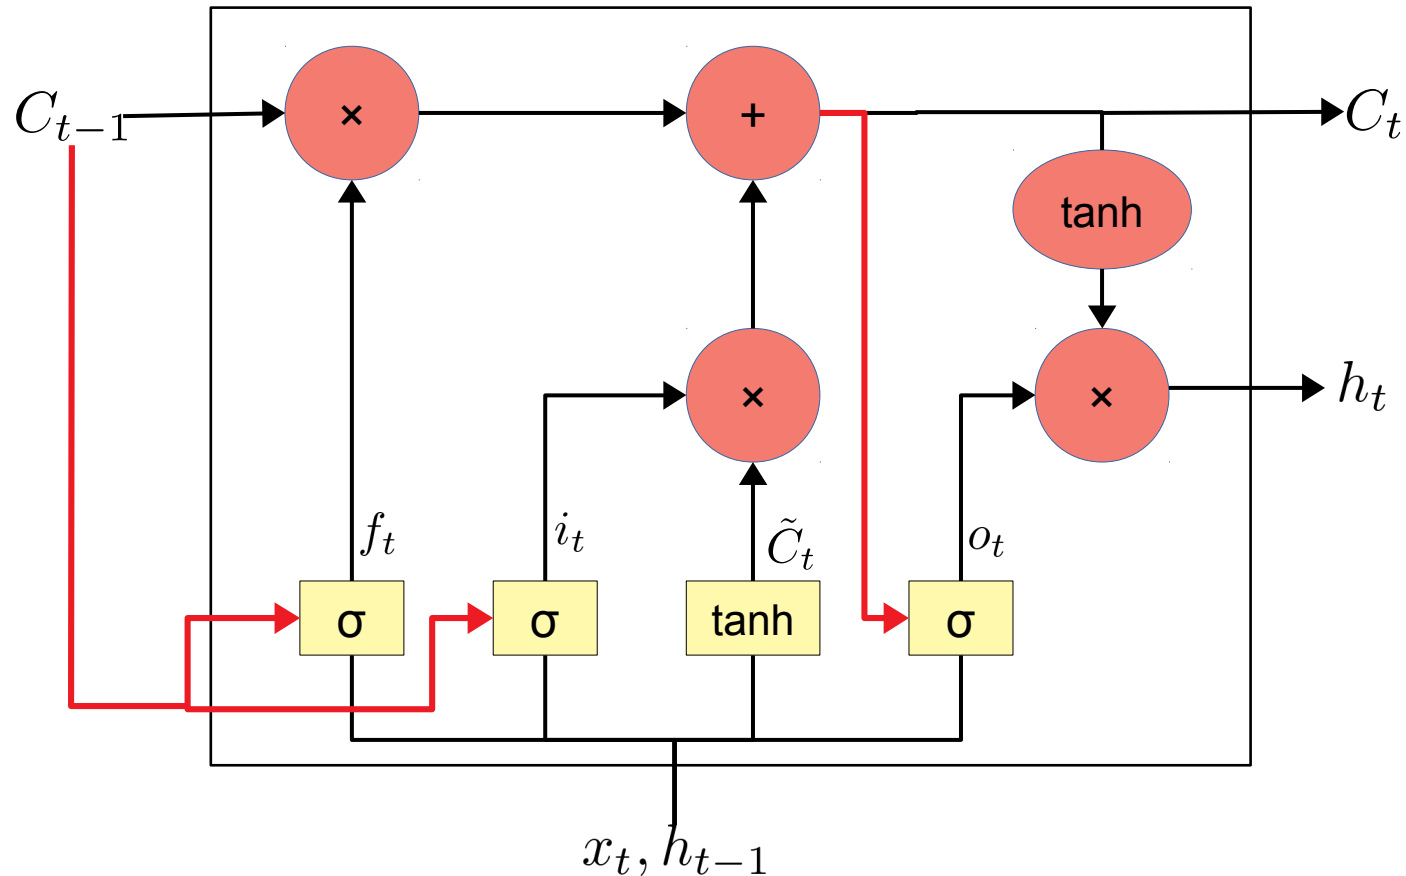 C_{t-1}
×
+
C_t
tanh
×
×
h_t
f_t
i_t
C̃_t
o_t
σ
σ
tanh
σ
x_t, h_{t-1}